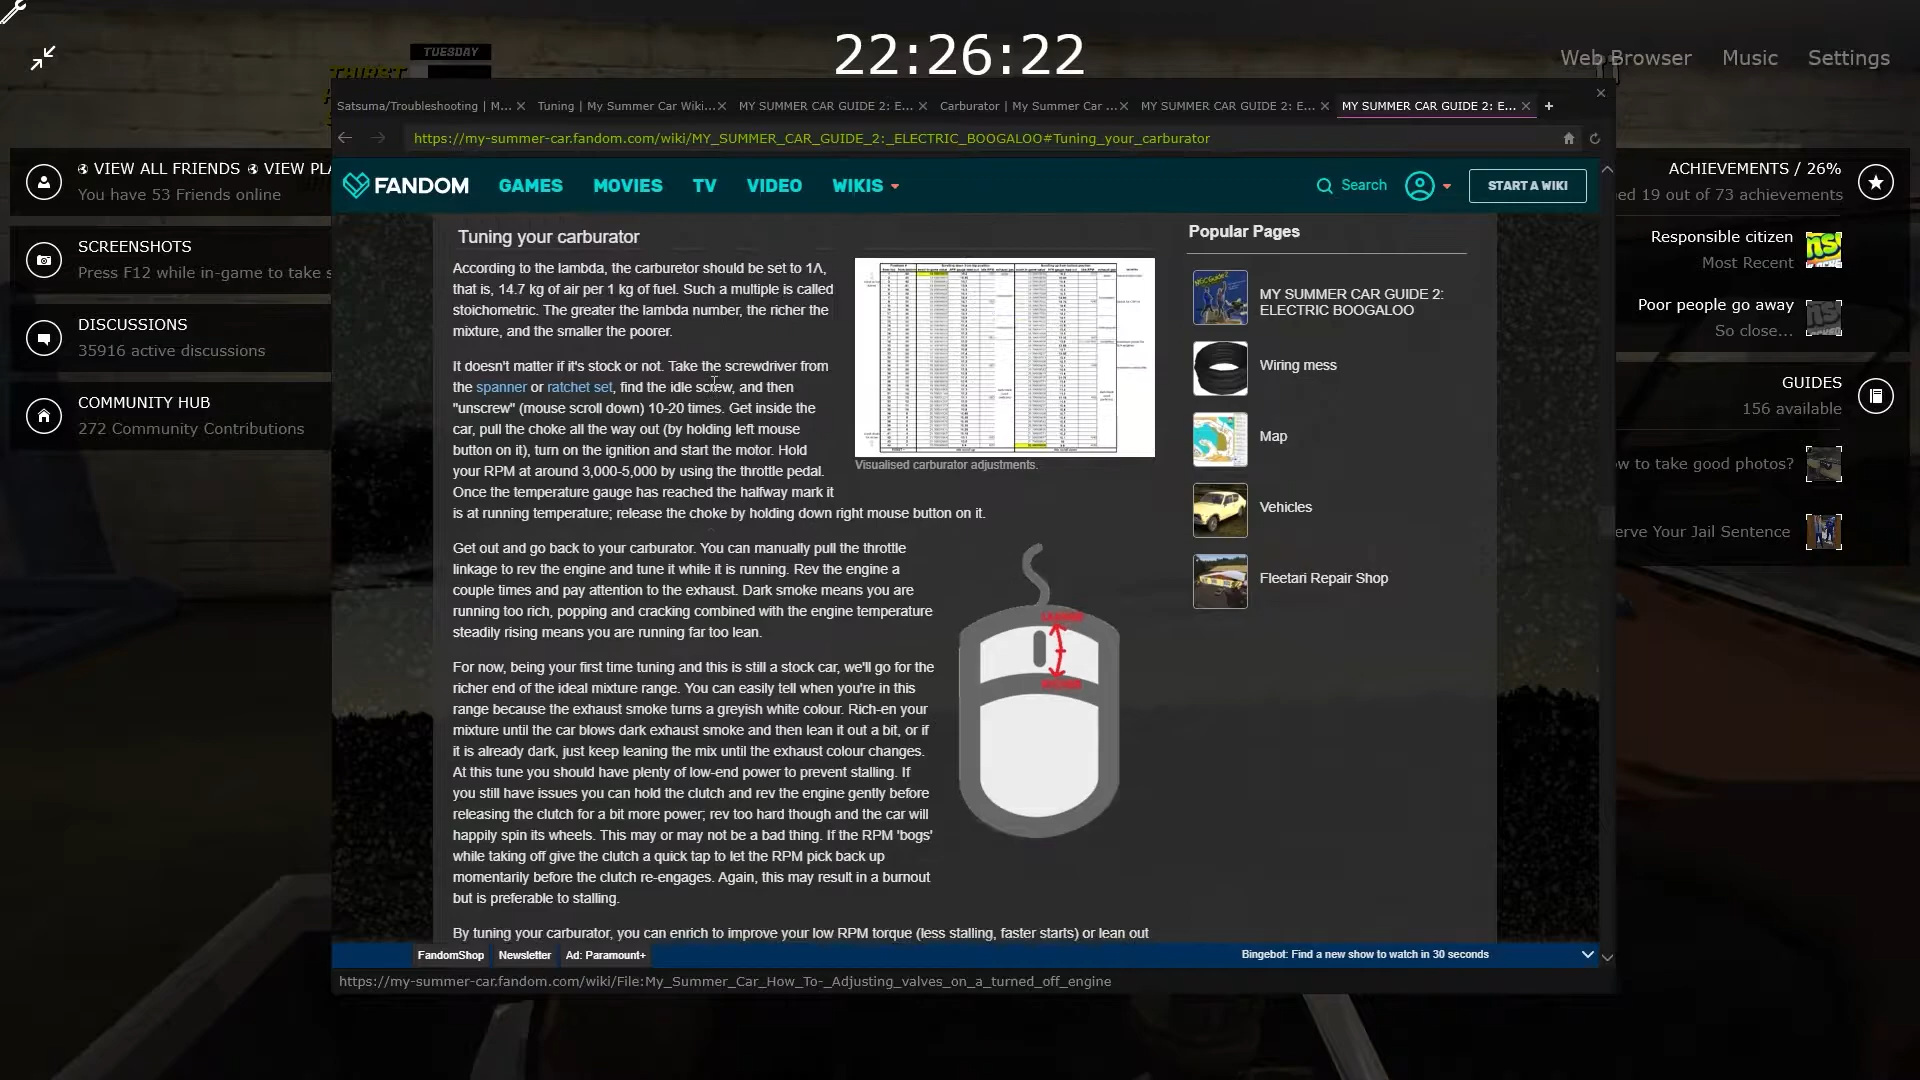 TUESDAY
22:26:22
Web Browser Music Settings
Satsuma/Troubleshooting | M...
Tuning | My Summer Car Wiki...
MY SUMMER CAR GUIDE 2: E...
Carburator | My Summer Car ...
MY SUMMER CAR GUIDE 2: E...
MY SUMMER CAR GUIDE 2: E...
https://my-summer-car.fandom.com/wiki/MY_SUMMER_CAR_GUIDE_2:_ELECTRIC_BOOGALOO#Tuning_your_carburator
VIEW ALL FRIENDS VIEW PLA
You have 53 Friends online
SCREENSHOTS
Press F12 while in-game to take s
DISCUSSIONS
35916 active discussions
COMMUNITY HUB
272 Community Contributions
FANDOM GAMES MOVIES TV VIDEO WIKIS Search START A WIKI
Tuning your carburator
According to the lambda, the carburetor should be set to 1Λ,
that is, 14.7 kg of air per 1 kg of fuel. Such a multiple is called
stoichometric. The greater the lambda number, the richer the
mixture, and the smaller the poorer.
It doesn't matter if it's stock or not. Take the screwdriver from
the spanner or ratchet set, find the idle screw, and then
"unscrew" (mouse scroll down) 10-20 times. Get inside the
car, pull the choke all the way out (by holding left mouse
button on it), turn on the ignition and start the motor. Hold
your RPM at around 3,000-5,000 by using the throttle pedal.
Once the temperature gauge has reached the halfway mark it
is at running temperature; release the choke by holding down right mouse button on it.
Visualised carburator adjustments.
Get out and go back to your carburator. You can manually pull the throttle
linkage to rev the engine and tune it while it is running. Rev the engine a
couple times and pay attention to the exhaust. Dark smoke means you are
running too rich, popping and cracking combined with the engine temperature
steadily rising means you are running far too lean.
For now, being your first time tuning and this is still a stock car, we'll go for the
richer end of the ideal mixture range. You can easily tell when you're in this
range because the exhaust smoke turns a greyish white colour. Rich-en your
mixture until the car blows dark exhaust smoke and then lean it out a bit, or if
it is already dark, just keep leaning the mix until the exhaust colour changes.
At this tune you should have plenty of low-end power to prevent stalling. If
you still have issues you can hold the clutch and rev the engine gently before
releasing the clutch for a bit more power; rev too hard though and the car will
happily spin its wheels. This may or may not be a bad thing. If the RPM 'bogs'
while taking off give the clutch a quick tap to let the RPM pick back up
momentarily before the clutch re-engages. Again, this may result in a burnout
but is preferable to stalling.
By tuning your carburator, you can enrich to improve your low RPM torque (less stalling, faster starts) or lean out
Popular Pages
MY SUMMER CAR GUIDE 2:
ELECTRIC BOOGALOO
Wiring mess
Map
Vehicles
Fleetari Repair Shop
ACHIEVEMENTS / 26%
ed 19 out of 73 achievements
Responsible citizen
Most Recent
Poor people go away
So close...
GUIDES
156 available
ow to take good photos?
erve Your Jail Sentence
FandomShop Newsletter Ad: Paramount+ Bingebot: Find a new show to watch in 30 seconds
https://my-summer-car.fandom.com/wiki/File:My_Summer_Car_How_To-_Adjusting_valves_on_a_turned_off_engine